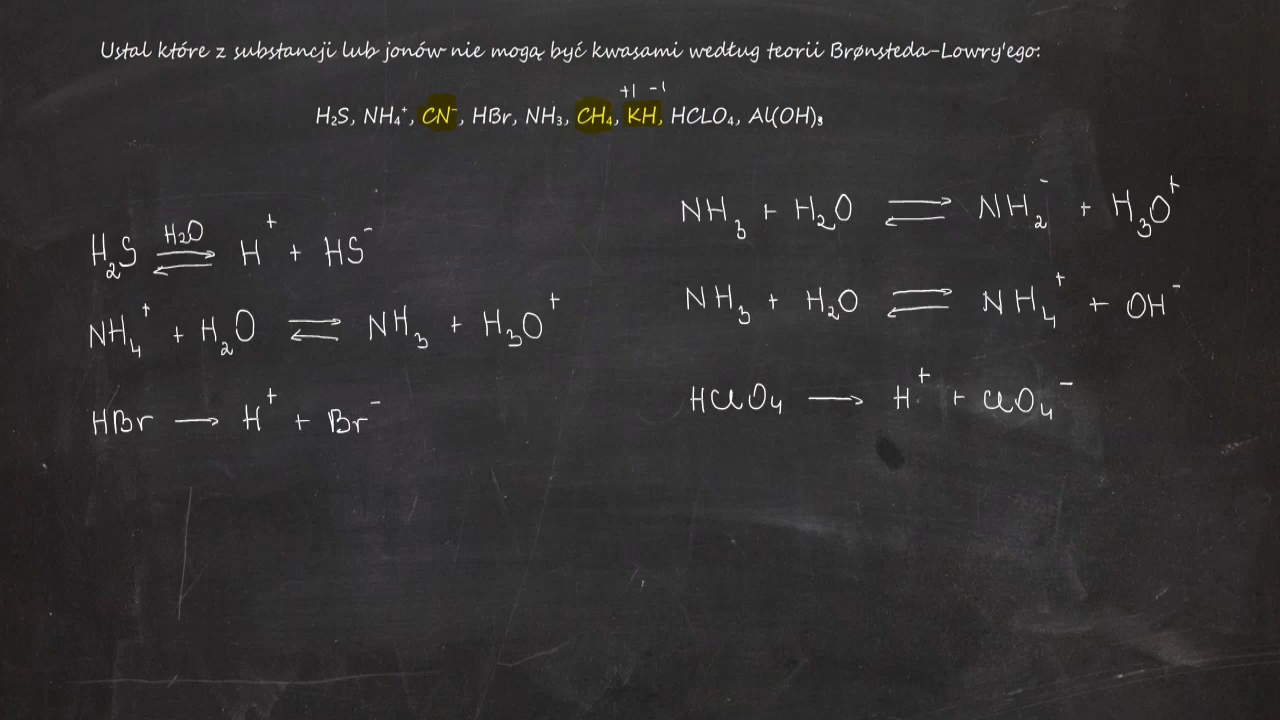 Ustal które z substancji lub jonów nie mogą być kwasami według teorii Brønsteda-Lowry'ego:
+1 -1
H₂S, NH₄⁺, CN⁻, HBr, NH₃, CH₄, KH, HCLO₄, Al(OH)₃
NH₃ + H₂O ⇌ NH₂⁻ + H₃O⁺
H₂S ⇌ H⁺ + HS⁻
H₂O
NH₃ + H₂O ⇌ NH₄⁺ + OH⁻
NH₄⁺ + H₂O ⇌ NH₃ + H₃O⁺
HClO₄ → H⁺ + ClO₄⁻
HBr → H⁺ + Br⁻